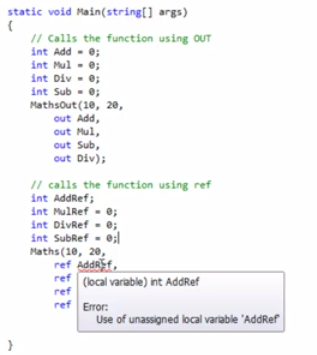 static void Main(string[] args)
{
// Calls the function using OUT
int Add = 0;
int Mul = 0;
int Div = 0;
int Sub = 0;
MathsOut(10, 20,
out Add,
out Mul,
out Sub,
out Div);
// calls the function using ref
int AddRef;
int MulRef = 0;
int DivRef = 0;
int SubRef = 0;
Maths(10, 20,
ref AddRef,
ref
ref
ref
(local variable) int AddRef
Error:
Use of unassigned local variable 'AddRef'
}